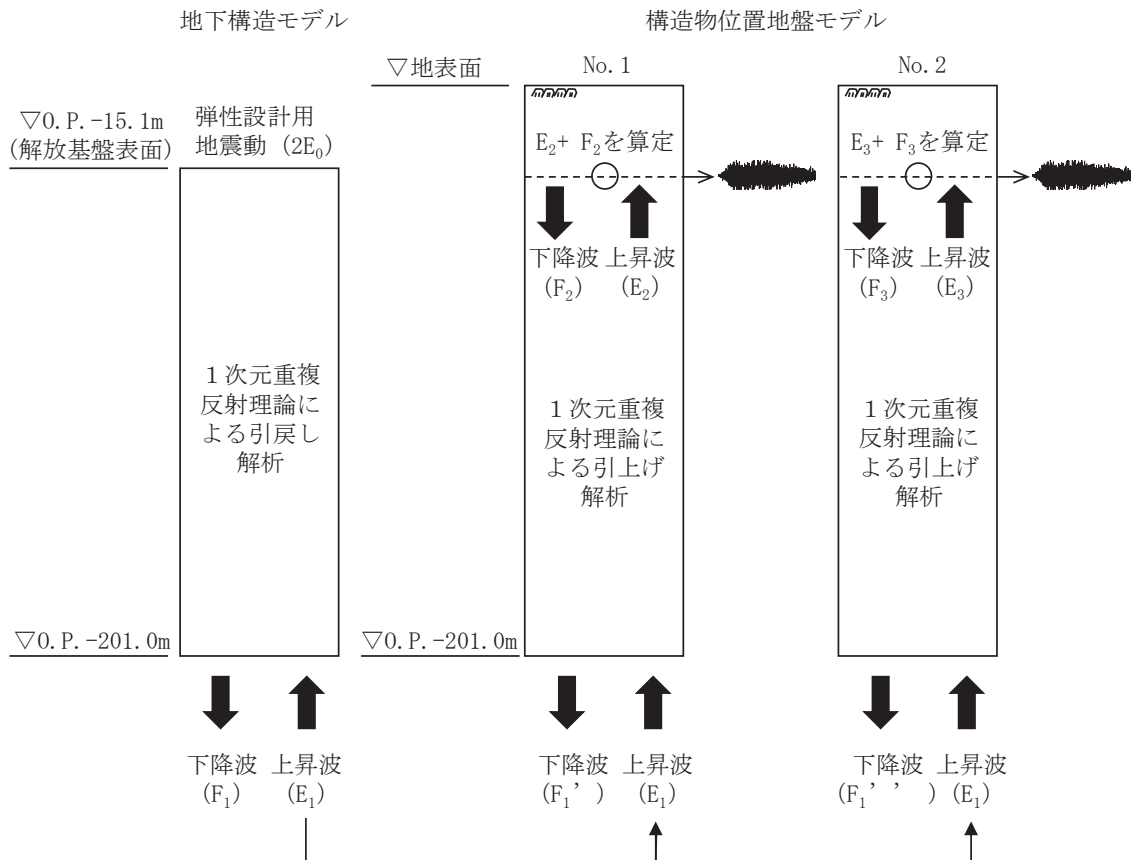 地下構造モデル
構造物位置地盤モデル
▽地表面
No.1
No.2
▽O.P.-15.1m
(解放基盤表面)
弾性設計用
地震動（2E₀）
E₂+ F₂を算定
E₃+ F₃を算定
下降波
(F₂)
上昇波
(E₂)
下降波
(F₃)
上昇波
(E₃)
１次元重複
反射理論に
よる引戻し
解析
１次元重複
反射理論に
よる引上げ
解析
１次元重複
反射理論に
よる引上げ
解析
▽O.P.-201.0m
▽O.P.-201.0m
下降波
(F₁)
上昇波
(E₁)
下降波
(F₁’)
上昇波
(E₁)
下降波
(F₁’’)
上昇波
(E₁)